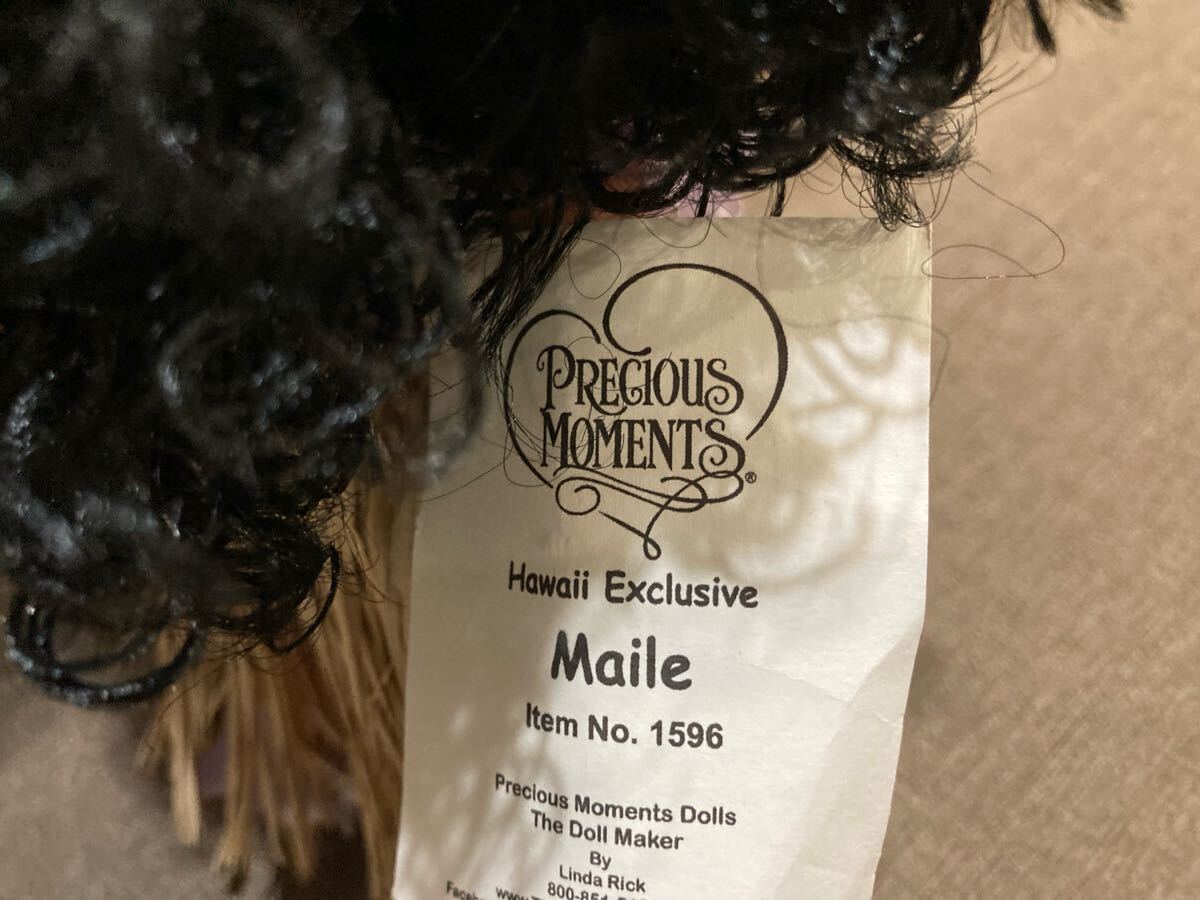 PRECIOUS
MOMENTS®
Hawaii Exclusive
Maile
Item No. 1596
Precious Moments Dolls
The Doll Maker
By
Linda Rick